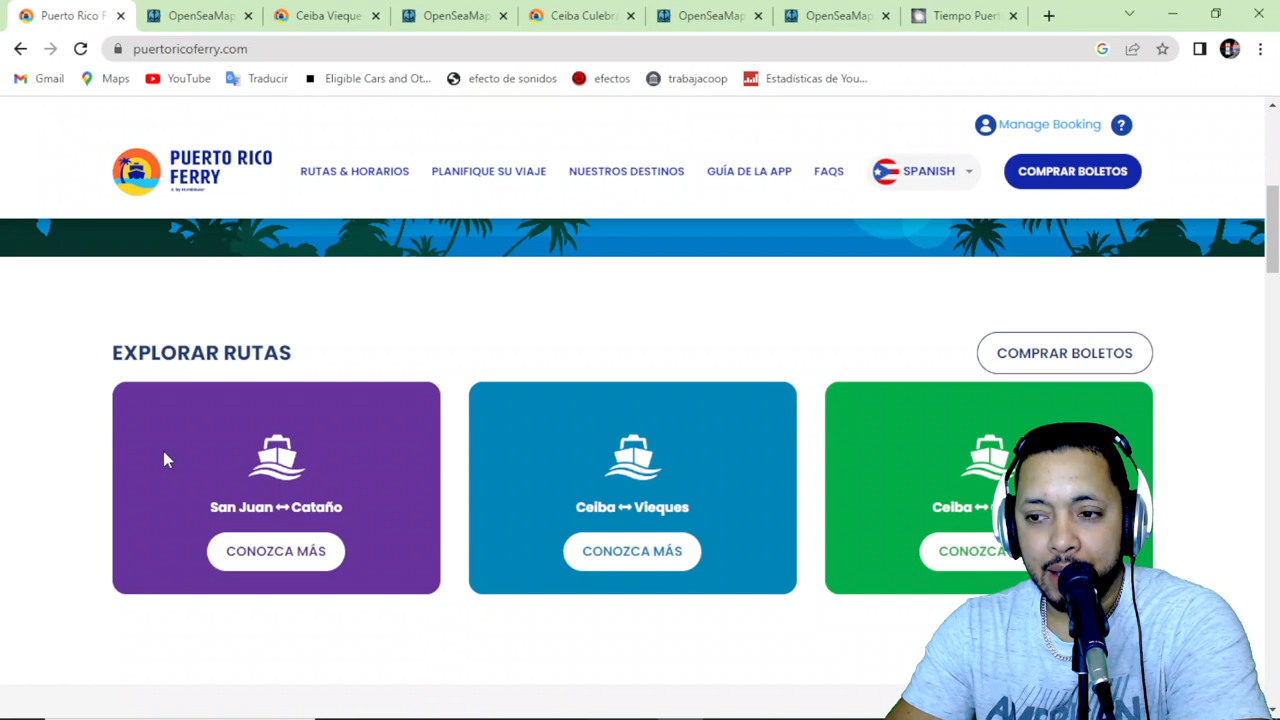 Puerto Rico F
OpenSeaMap
Ceiba Vieque
OpenSeaMap
Ceiba Culebra
OpenSeaMap
OpenSeaMap
Tiempo Puert
puertoricoferry.com
Gmail
Maps
YouTube
Traducir
Eligible Cars and Ot...
efecto de sonidos
efectos
trabajacoop
Estadísticas de You...
Manage Booking ?
PUERTO RICO
FERRY
RUTAS & HORARIOS
PLANIFIQUE SU VIAJE
NUESTROS DESTINOS
GUÍA DE LA APP
FAQS
SPANISH
COMPRAR BOLETOS
EXPLORAR RUTAS
COMPRAR BOLETOS
San Juan ↔ Cataño
Ceiba ↔ Vieques
Ceiba ↔
CONOZCA MÁS
CONOZCA MÁS
CONOZCA
AMERICAN